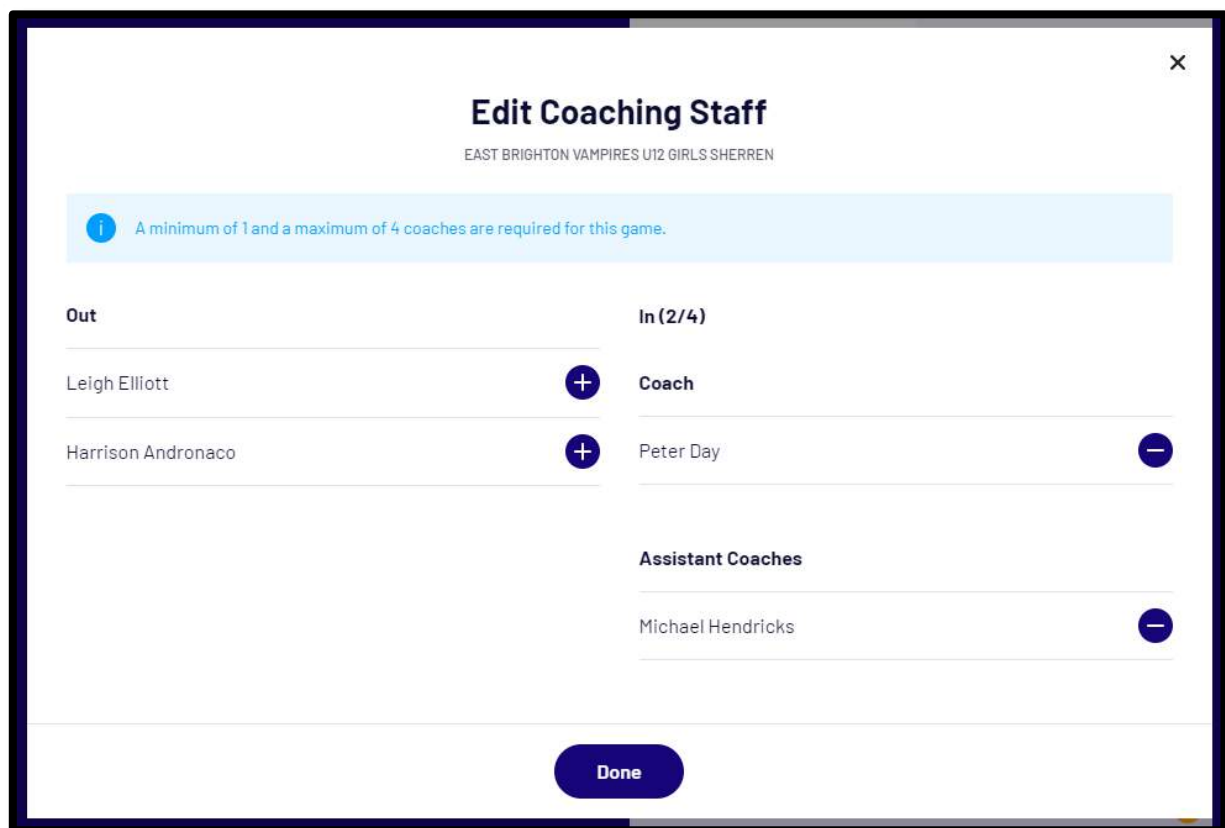 Edit Coaching Staff
EAST BRIGHTON VAMPIRES U12 GIRLS SHERREN
A minimum of 1 and a maximum of 4 coaches are required for this game.
Out
Leigh Elliott
Harrison Andronaco
In (2/4)
Coach
Peter Day
Assistant Coaches
Michael Hendricks
Done